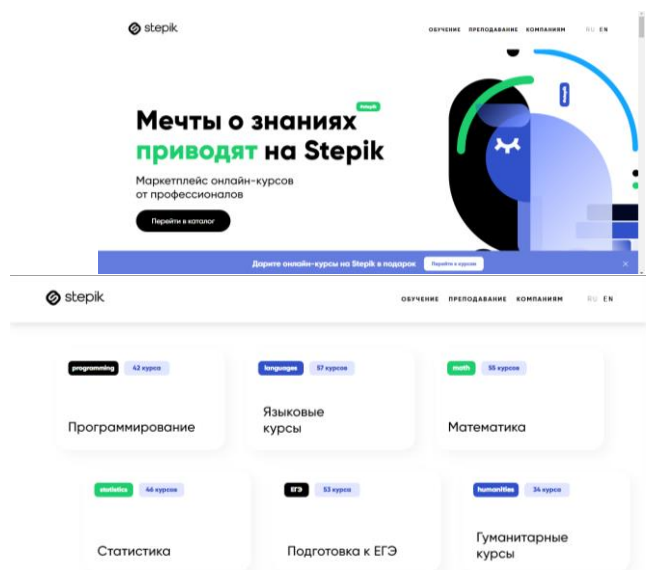 stepik
ОБУЧЕНИЕ ПРЕПОДАВАНИЕ КОМПАНИЯМ RU EN
Мечты о знаниях
приводят на Stepik
Маркетплейс онлайн-курсов
от профессионалов
Перейти в каталог
Дарите онлайн-курсы на Stepik в подарок Перейти к курсам
stepik
ОБУЧЕНИЕ ПРЕПОДАВАНИЕ КОМПАНИЯМ RU EN
programming 42 курса
Программирование
languages 57 курсов
Языковые
курсы
math 55 курсов
Математика
statistics 46 курсов
Статистика
ЕГЭ 53 курса
Подготовка к ЕГЭ
humanities 34 курса
Гуманитарные
курсы